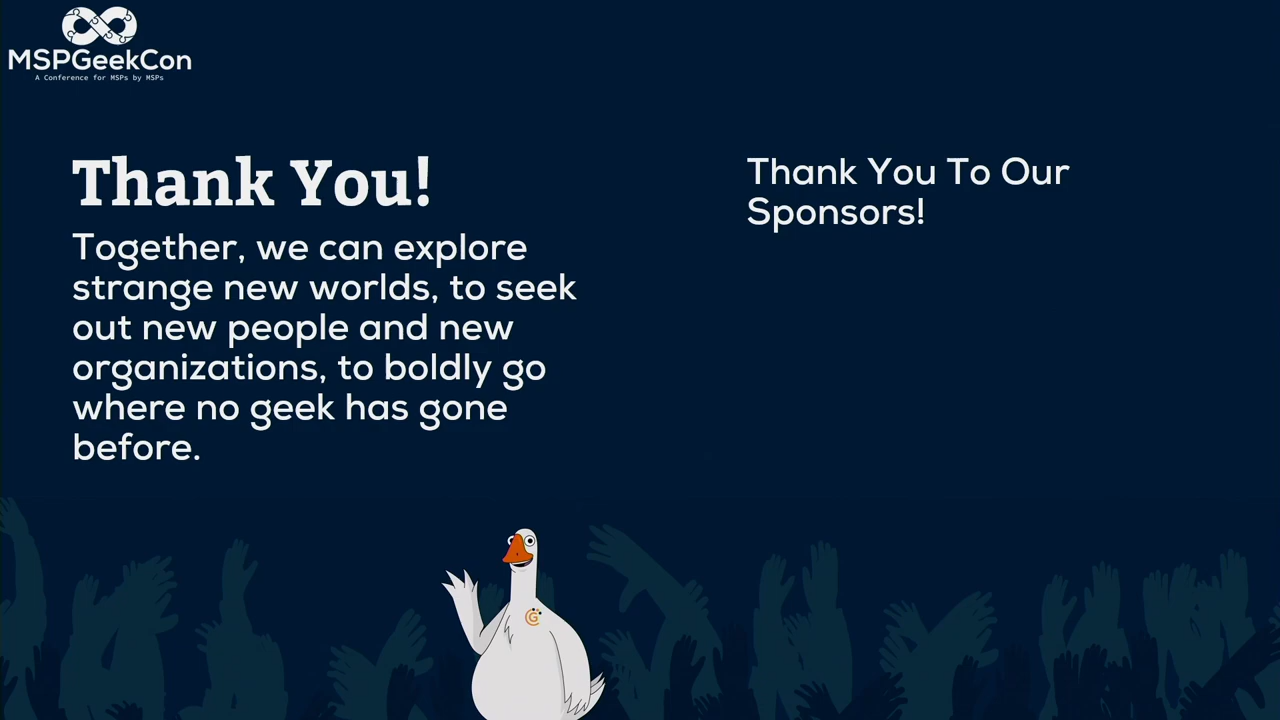 MSPGeekCon
A Conference for MSPs by MSPs
Thank You!
Together, we can explore
strange new worlds, to seek
out new people and new
organizations, to boldly go
where no geek has gone
before.
Thank You To Our
Sponsors!
G